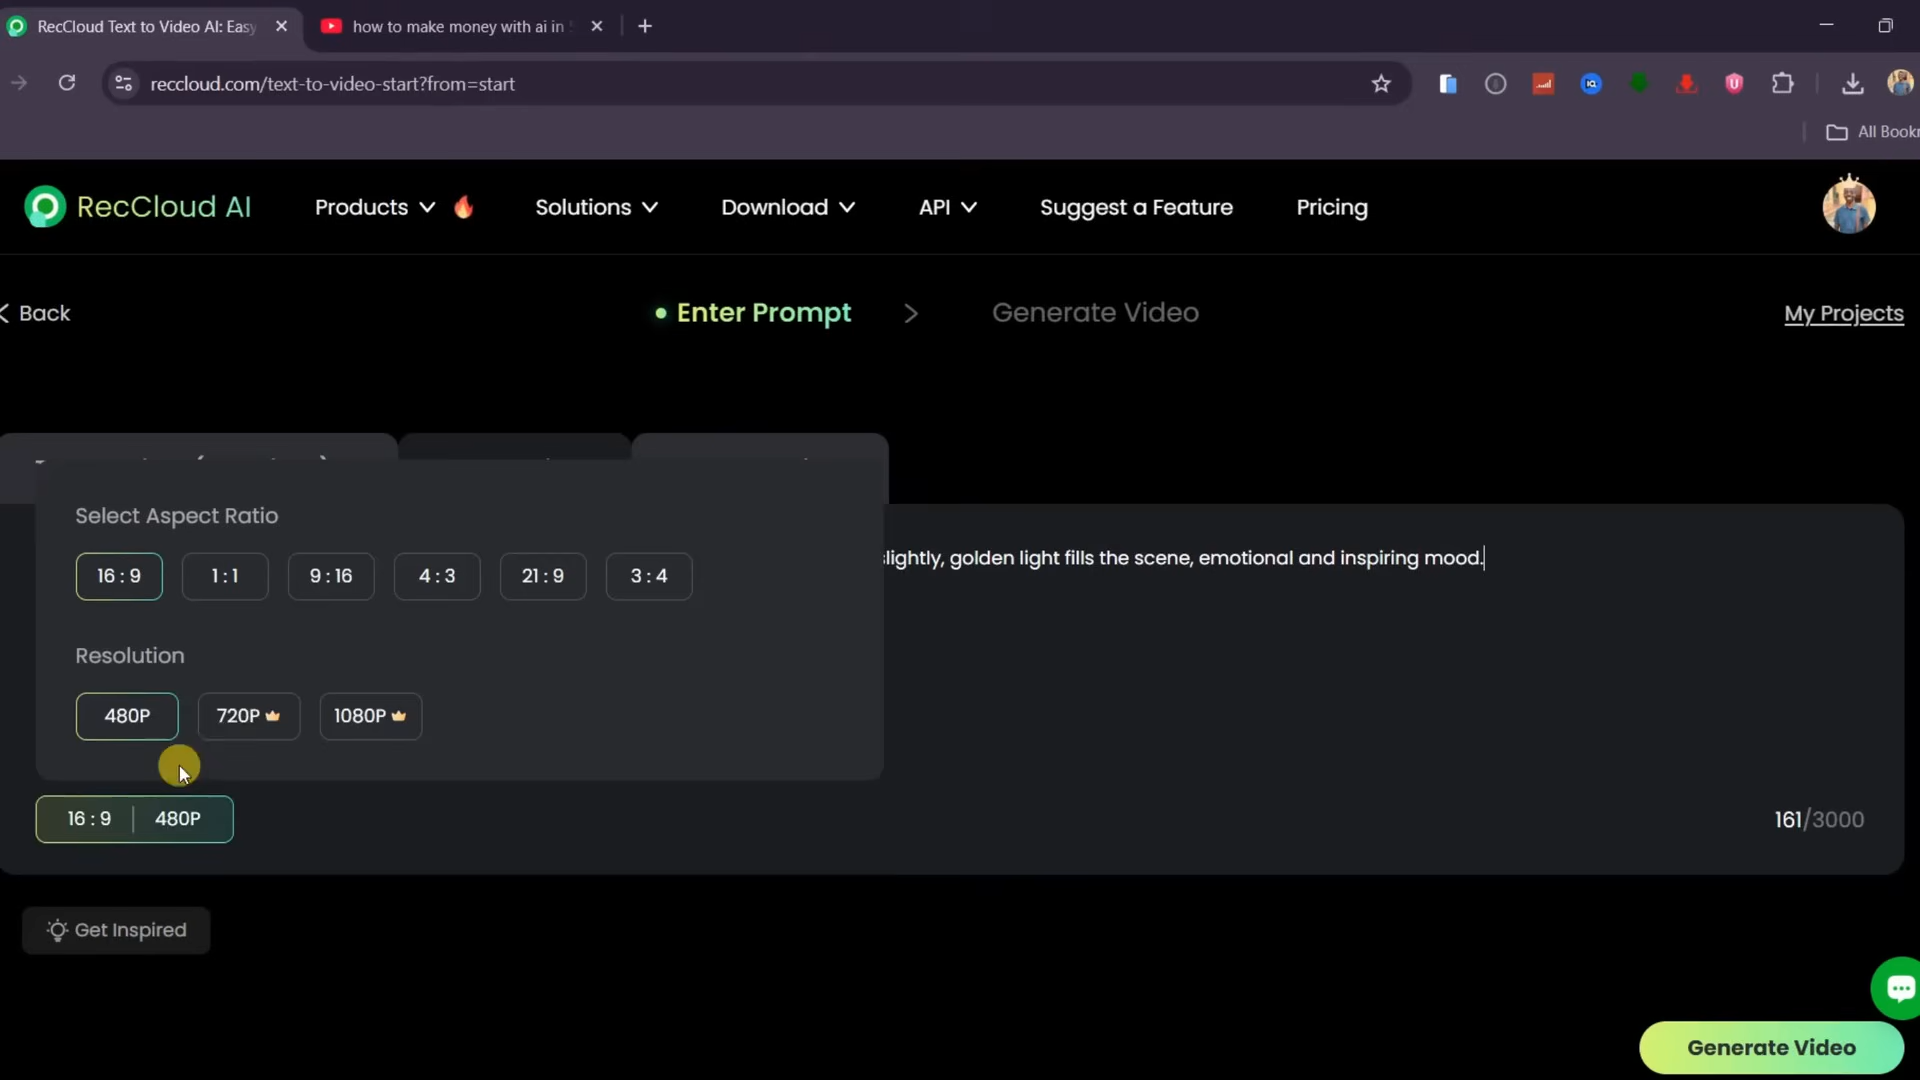 RecCloud Text to Video AI: Easy
how to make money with ai in
reccloud.com/text-to-video-start?from=start
All Bookr
RecCloud AI
Products
Solutions
Download
API
Suggest a Feature
Pricing
Back
Enter Prompt
Generate Video
My Projects
Select Aspect Ratio
16 : 9
1 : 1
9 : 16
4 : 3
21 : 9
3 : 4
slightly, golden light fills the scene, emotional and inspiring mood.
Resolution
480P
720P
1080P
16 : 9 | 480P
161/3000
Get Inspired
Generate Video